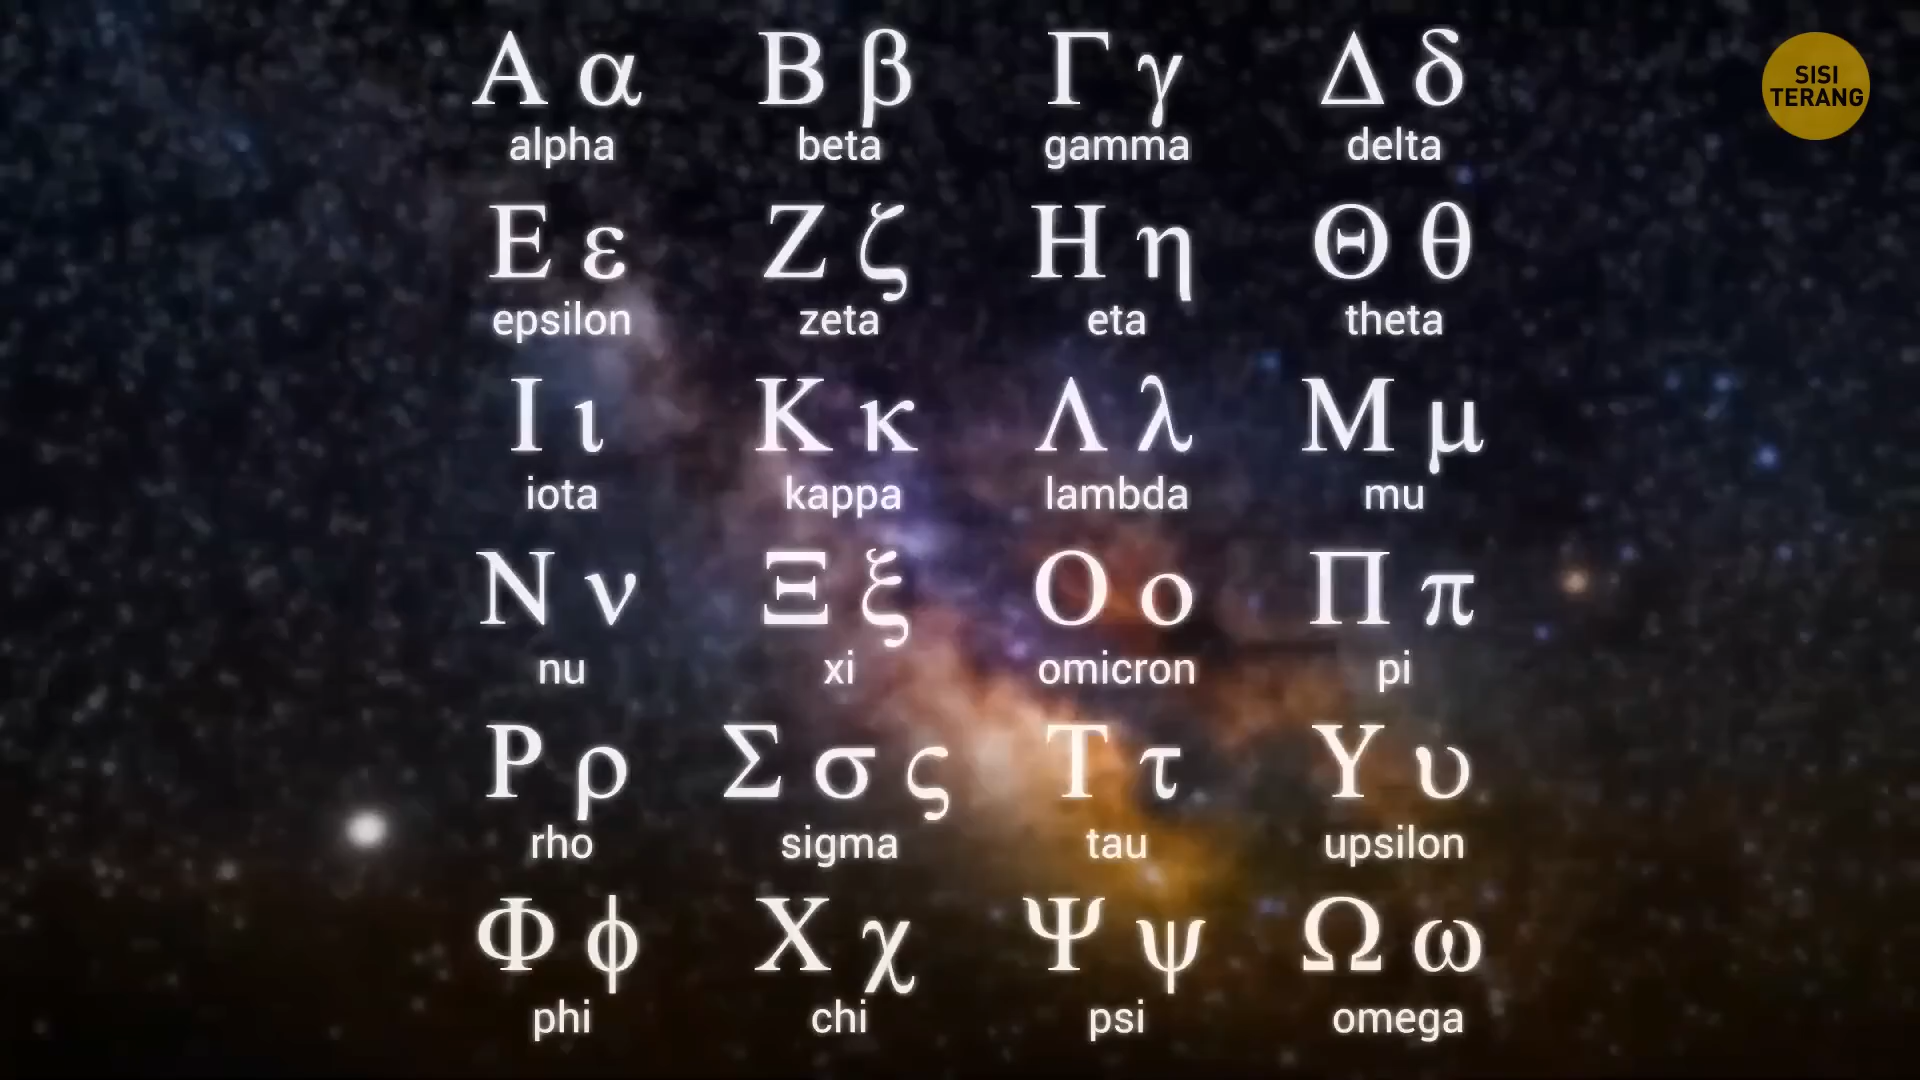 Α α Β β Γ γ Δ δ
alpha beta gamma delta
Ε ε Ζ ζ Η η Θ θ
epsilon zeta eta theta
Ι ι Κ κ Λ λ Μ μ
iota kappa lambda mu
Ν ν Ξ ξ Ο ο Π π
nu xi omicron pi
Ρ ρ Σ σ ς Τ τ Υ υ
rho sigma tau upsilon
Φ ϕ Χ χ Ψ ψ Ω ω
phi chi psi omega
SISI
TERANG